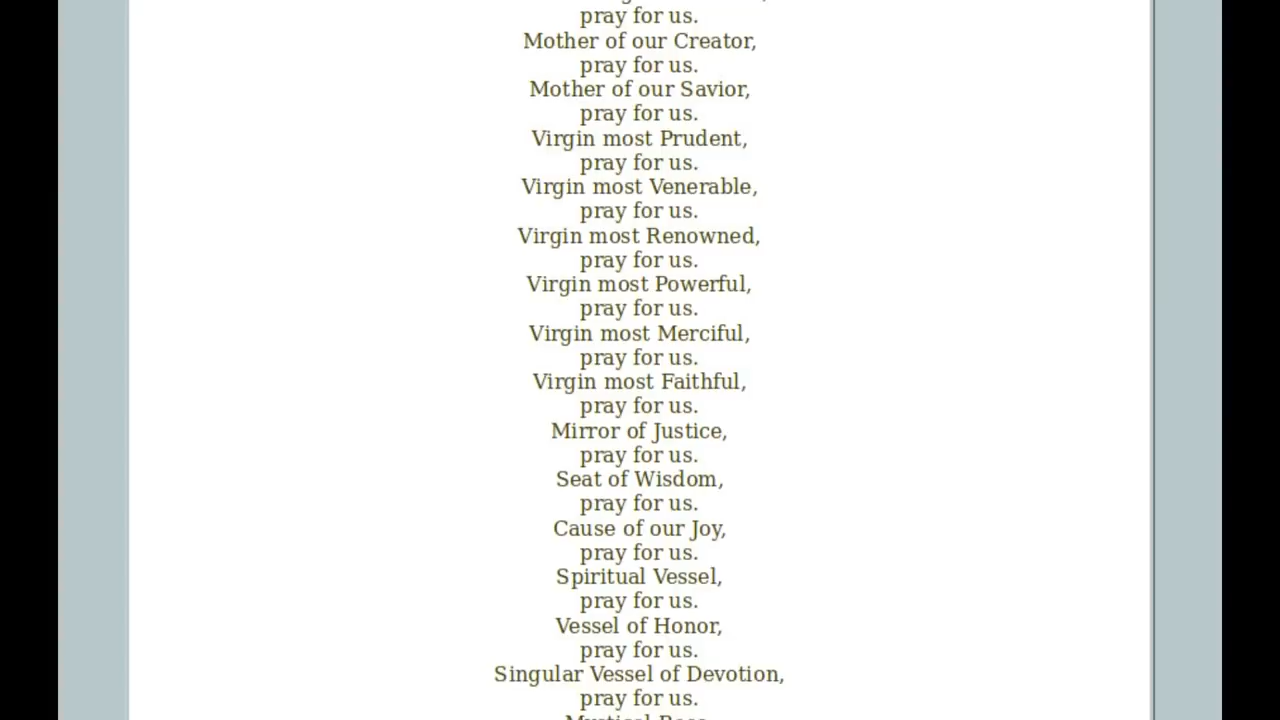 pray for us.
Mother of our Creator,
pray for us.
Mother of our Savior,
pray for us.
Virgin most Prudent,
pray for us.
Virgin most Venerable,
pray for us.
Virgin most Renowned,
pray for us.
Virgin most Powerful,
pray for us.
Virgin most Merciful,
pray for us.
Virgin most Faithful,
pray for us.
Mirror of Justice,
pray for us.
Seat of Wisdom,
pray for us.
Cause of our Joy,
pray for us.
Spiritual Vessel,
pray for us.
Vessel of Honor,
pray for us.
Singular Vessel of Devotion,
pray for us.